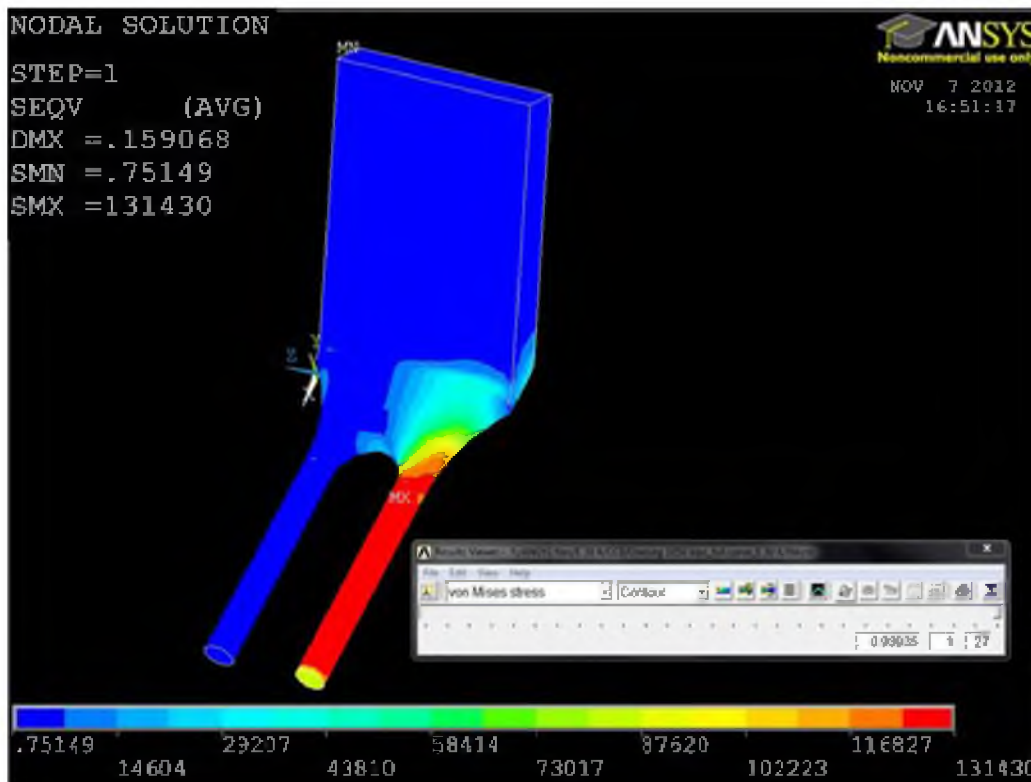 NODAL SOLUTION
STEP=1
SEQV (AVG)
DMX =.159068
SMN =.75149
SMX =131430
ANSYS
Noncommercial use only
NOV 7 2012
16:51:17
MN
MX
Results Viewer
File Edit View Help
von Mises stress Contour
1 27
.75149 29207 58414 87620 116827
14604 43810 73017 102223 131430